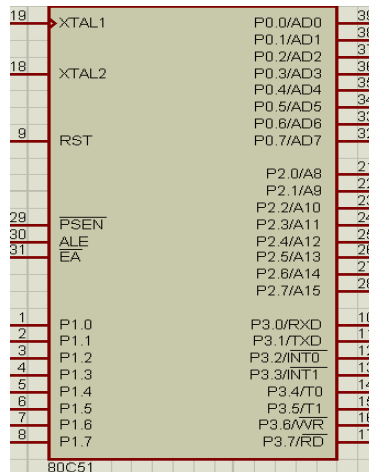 19 XTAL1 P0.0/AD0
P0.1/AD1
P0.2/AD2
18 XTAL2 P0.3/AD3
P0.4/AD4
P0.5/AD5
P0.6/AD6
9 RST P0.7/AD7
P2.0/A8
P2.1/A9
P2.2/A10
29 PSEN P2.3/A11
30 ALE P2.4/A12
31 EA P2.5/A13
P2.6/A14
P2.7/A15
1 P1.0 P3.0/RXD 10
2 P1.1 P3.1/TXD
3 P1.2 P3.2/INT0
4 P1.3 P3.3/INT1
5 P1.4 P3.4/T0
6 P1.5 P3.5/T1
7 P1.6 P3.6/WR
8 P1.7 P3.7/RD
80C51